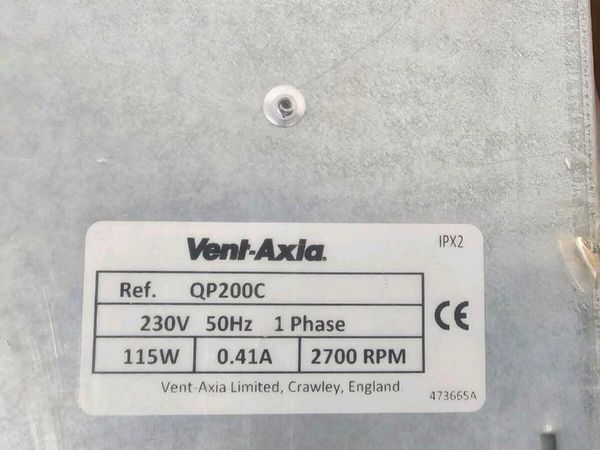 Vent-Axia.
IPX2
Ref. QP200C
230V 50Hz 1 Phase
CE
115W 0.41A 2700 RPM
Vent-Axia Limited, Crawley, England
473665A